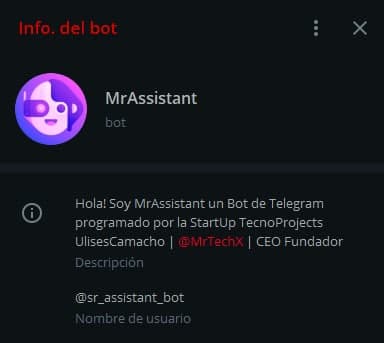 Info. del bot
MrAssistant
bot
Hola! Soy MrAssistant un Bot de Telegram
programado por la StartUp TecnoProjects
UlisesCamacho | @MrTechX | CEO Fundador
Descripción
@sr_assistant_bot
Nombre de usuario